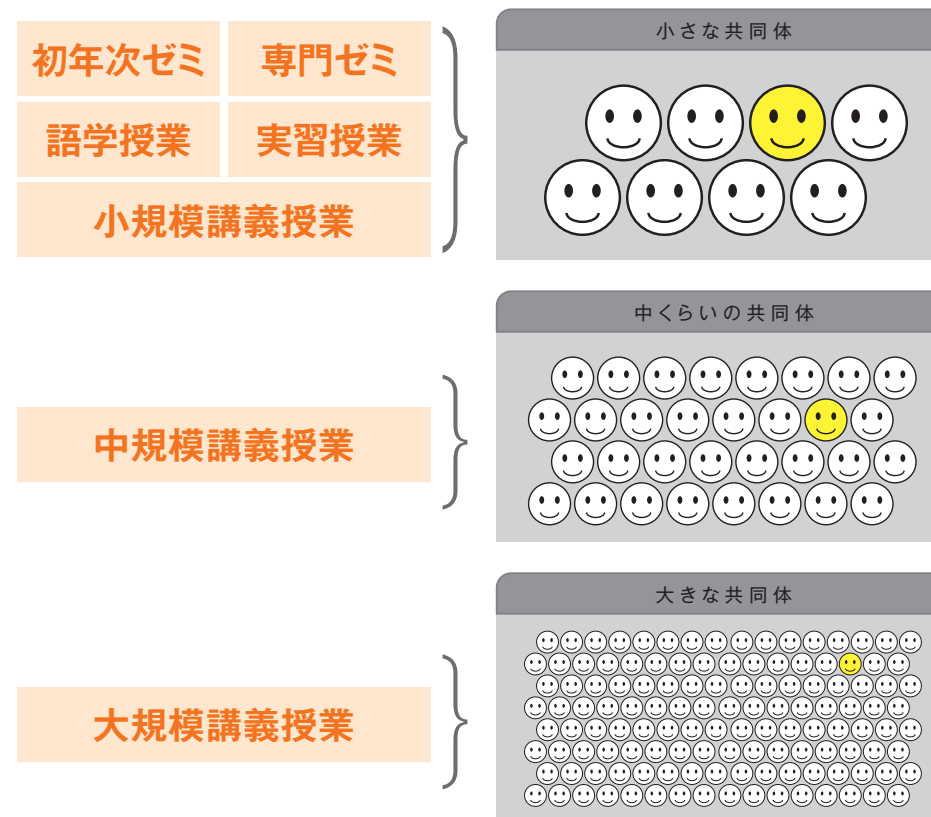 初年次ゼミ
専門ゼミ
語学授業
実習授業
小規模講義授業
小さな共同体
中規模講義授業
中くらいの共同体
大規模講義授業
大きな共同体